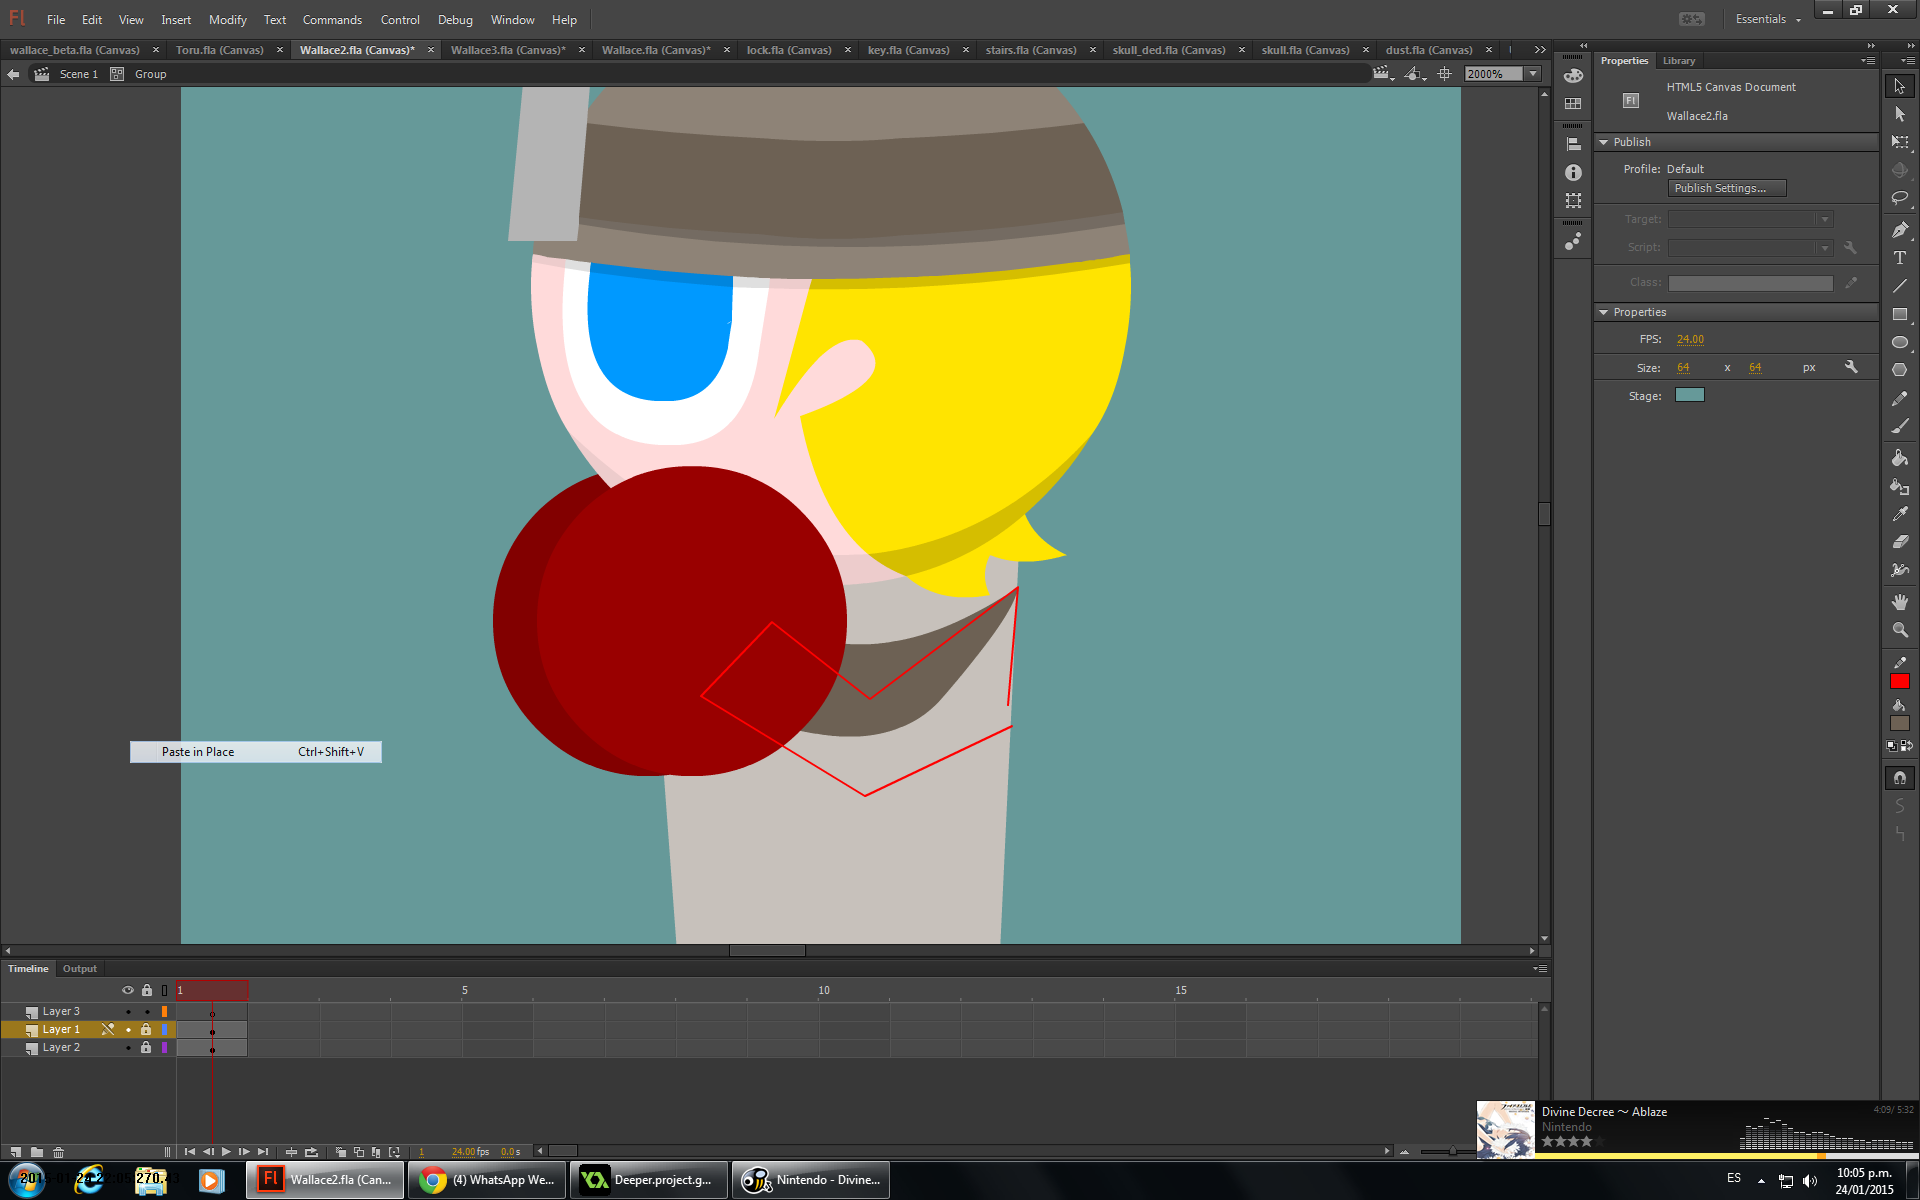 Fl File Edit View Insert Modify Text Commands Control Debug Window Help Essentials
wallace_beta.fla (Canvas) Toru.fla (Canvas) Wallace2.fla (Canvas)* Wallace3.fla (Canvas)* Wallace.fla (Canvas)* lock.fla (Canvas) key.fla (Canvas) stairs.fla (Canvas) skull_ded.fla (Canvas) skull.fla (Canvas) dust.fla (Canvas)
Scene 1 Group 2000%
Properties Library
HTML5 Canvas Document
Fl
Wallace2.fla
Publish
Profile: Default
Publish Settings...
Target:
Script:
Class:
Properties
FPS: 24.00
Size: 64 x 64 px
Stage:
Paste in Place Ctrl+Shift+V
Timeline Output
1 5 10 15
Layer 3
Layer 1
Layer 2
1 24.00 fps 0.0 s
Divine Decree ～ Ablaze 4:09/ 5:32
Nintendo
Wallace2.fla (Can... (4) WhatsApp We... Deeper.project.g... Nintendo - Divine...
ES 10:05 p.m.
24/01/2015